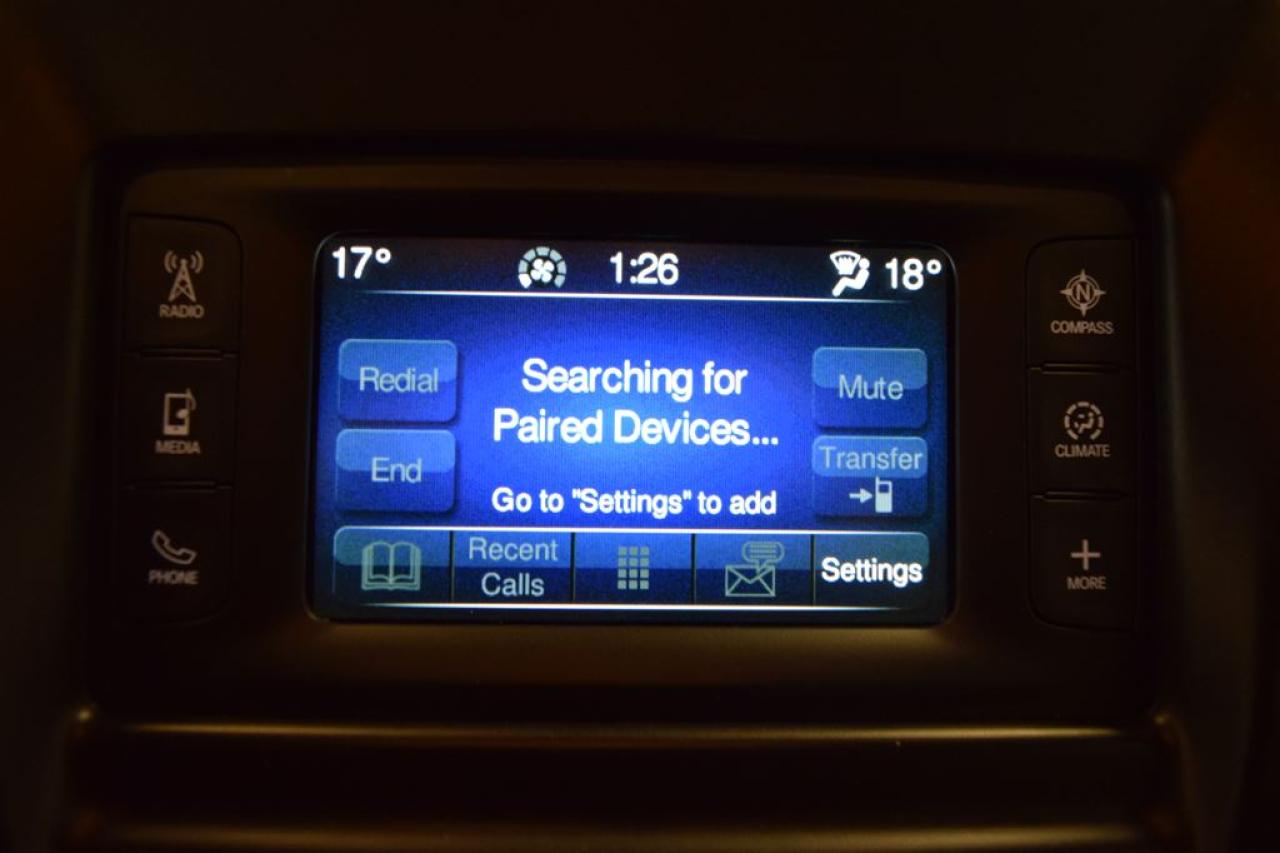 17° 1:26 18°
RADIO
MEDIA
PHONE
Redial
End
Searching for
Paired Devices...
Go to "Settings" to add
Mute
Transfer
Recent
Calls
Settings
N
COMPASS
CLIMATE
MORE